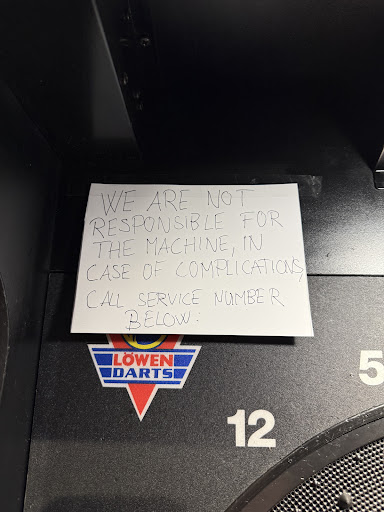 WE ARE NOT
RESPONSIBLE FOR
THE MACHINE, IN
CASE OF COMPLICATIONS,
CALL SERVICE NUMBER
BELOW:
LÖWEN
DARTS
12
5